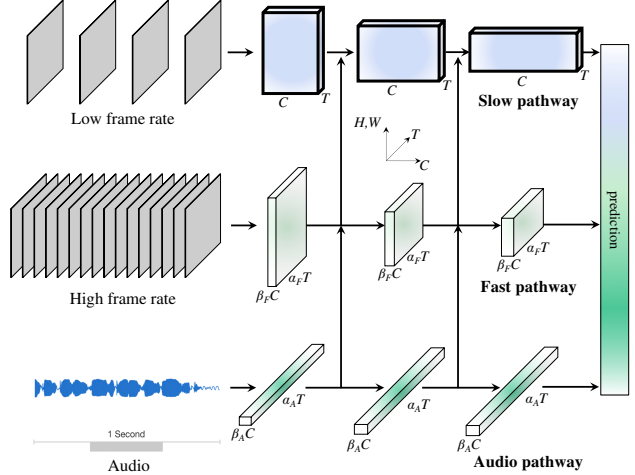 C
T
C
T
C
T
Low frame rate
Slow pathway
H,W
T
C
prediction
α_F T
β_F C
α_F T
β_F C
α_F T
β_F C
High frame rate
Fast pathway
α_A T
β_A C
α_A T
β_A C
α_A T
β_A C
1 Second
Audio
Audio pathway